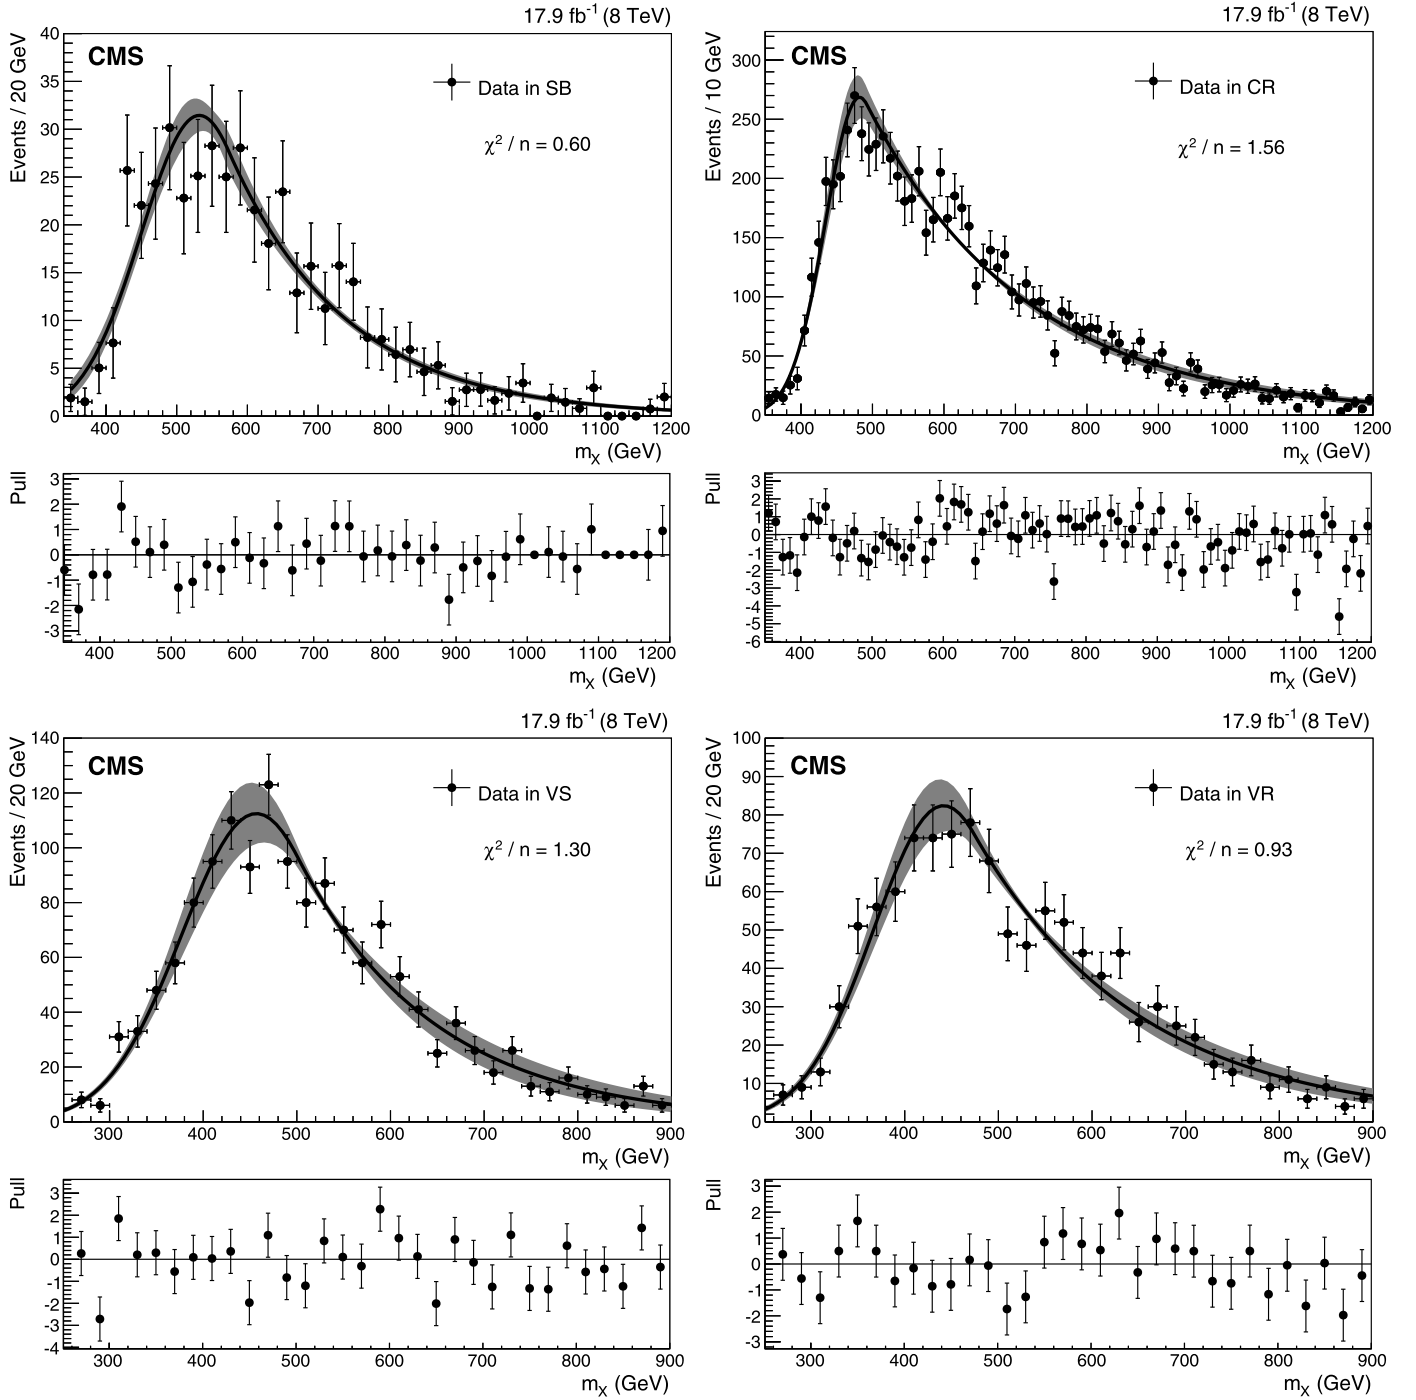 17.9 fb⁻¹ (8 TeV)
Events / 20 GeV
40
35
30
25
20
15
10
5
0
CMS
Data in SB
χ² / n = 0.60
400 500 600 700 800 900 1000 1100 1200
m_X (GeV)
Pull
3
2
1
0
-1
-2
-3
400 500 600 700 800 900 1000 1100 1200
m_X (GeV)
17.9 fb⁻¹ (8 TeV)
Events / 10 GeV
300
250
200
150
100
50
0
CMS
Data in CR
χ² / n = 1.56
400 500 600 700 800 900 1000 1100 1200
m_X (GeV)
Pull
3
2
1
0
-1
-2
-3
-4
-5
-6
400 500 600 700 800 900 1000 1100 1200
m_X (GeV)
17.9 fb⁻¹ (8 TeV)
Events / 20 GeV
140
120
100
80
60
40
20
0
CMS
Data in VS
χ² / n = 1.30
300 400 500 600 700 800 900
m_X (GeV)
Pull
3
2
1
0
-1
-2
-3
-4
300 400 500 600 700 800 900
m_X (GeV)
17.9 fb⁻¹ (8 TeV)
Events / 20 GeV
100
90
80
70
60
50
40
30
20
10
0
CMS
Data in VR
χ² / n = 0.93
300 400 500 600 700 800 900
m_X (GeV)
Pull
3
2
1
0
-1
-2
-3
300 400 500 600 700 800 900
m_X (GeV)